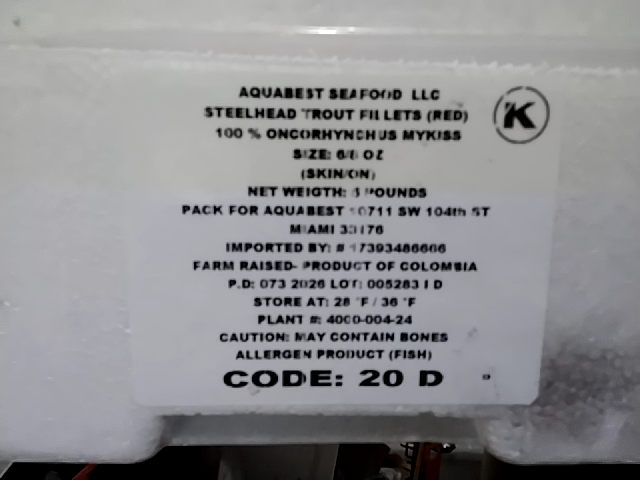 AQUABEST SEAFOOD LLC
K
STEELHEAD TROUT FILLETS (RED)
100 % ONCORHYNCHUS MYKISS
SIZE: 6/8 OZ
(SKIN/ON)
NET WEIGTH: POUNDS
PACK FOR AQUABEST 10711 SW 104th ST
MIAMI 33176
IMPORTED BY: # 17393486666
FARM RAISED- PRODUCT OF COLOMBIA
P.D: 073 2026 LOT: 005283 I D
STORE AT: 28 °F / 36 °F
PLANT #: 4000-004-24
CAUTION: MAY CONTAIN BONES
ALLERGEN PRODUCT (FISH)
CODE: 20 D